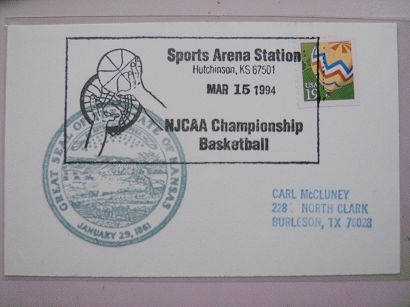 Sports Arena Station
Hutchinson, KS 67501
MAR 15 1994
NJCAA Championship
Basketball
USA
19
GREAT SEAL OF THE STATE OF KANSAS
JANUARY 29, 1861
CARL McCLUNEY
228 NORTH CLARK
BURLESON, TX 76028